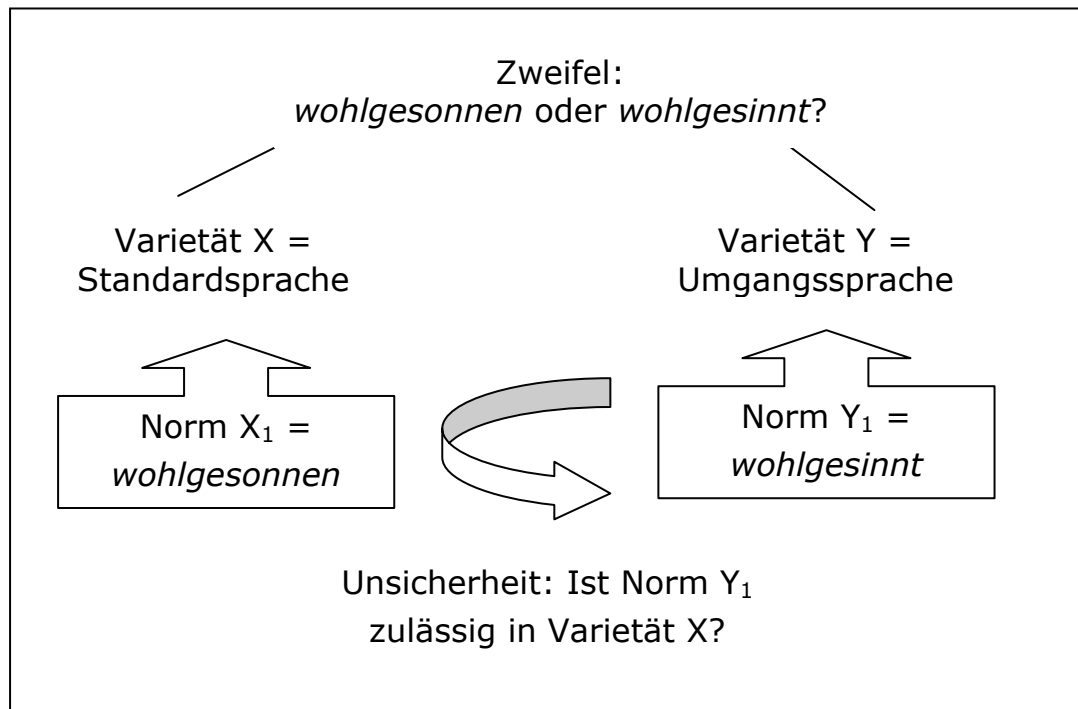 Zweifel:
wohlgesonnen oder wohlgesinnt?
Varietät X =
Standardsprache
Varietät Y =
Umgangssprache
Norm X₁ =
wohlgesonnen
Norm Y₁ =
wohlgesinnt
Unsicherheit: Ist Norm Y₁
zulässig in Varietät X?